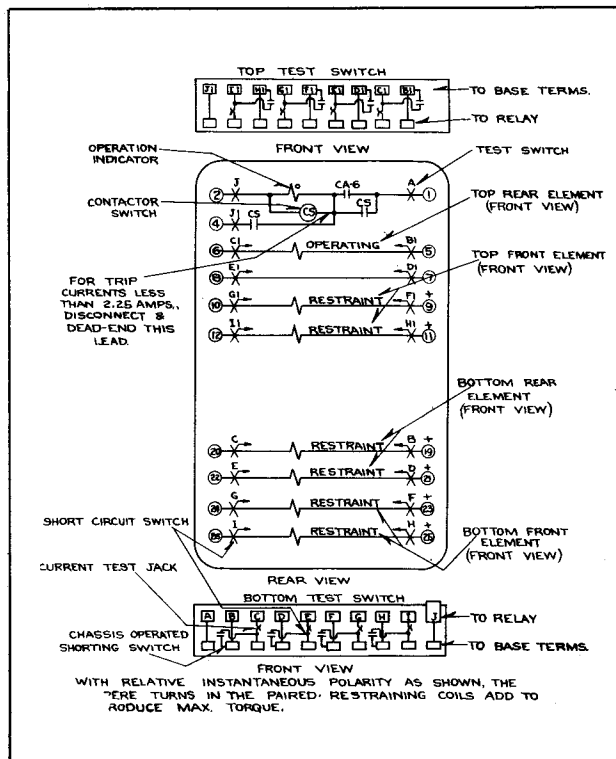 TOP TEST SWITCH
J1 I1 H1 G1 F1 E1 D1 C1 B1
TO BASE TERMS.
TO RELAY
FRONT VIEW
OPERATION
INDICATOR
TEST SWITCH
2 J CA-6 A 1
CONTACTOR
SWITCH
CS CS
TOP REAR ELEMENT
(FRONT VIEW)
4 J1 CS
6 C1 OPERATING B1 5
TOP FRONT ELEMENT
(FRONT VIEW)
E1 D1 7
FOR TRIP
CURRENTS LESS
THAN 2.25 AMPS.,
DISCONNECT &
DEAD-END THIS
LEAD.
10 G1 RESTRAINT F1 + 9
12 I1 RESTRAINT H1 + 11
BOTTOM REAR
ELEMENT
(FRONT VIEW)
20 C RESTRAINT B + 19
22 E RESTRAINT D + 21
24 G RESTRAINT F + 23
I RESTRAINT H +
SHORT CIRCUIT SWITCH
BOTTOM FRONT
ELEMENT
(FRONT VIEW)
REAR VIEW
CURRENT TEST JACK
BOTTOM TEST SWITCH
A B C D E F G H I J
TO RELAY
CHASSIS OPERATED
SHORTING SWITCH
TO BASE TERMS.
FRONT VIEW
WITH RELATIVE INSTANTANEOUS POLARITY AS SHOWN, THE
PERE TURNS IN THE PAIRED RESTRAINING COILS ADD TO
RODUCE MAX. TORQUE.